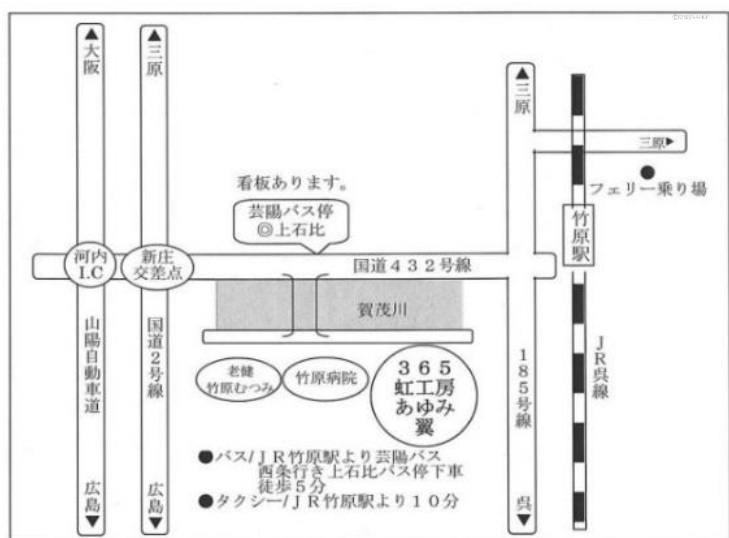 ▲大阪
▲三原
▲三原
三原▶
フェリー乗り場
看板あります。
芸陽バス停
◎上石比
竹原駅
河内
I.C
新庄
交差点
国道432号線
賀茂川
山陽自動車道
国道2号線
185号線
JR呉線
老健
竹原むつみ
竹原病院
365
虹工房
あゆみ
翼
●バス/JR竹原駅より芸陽バス
西条行き上石比バス停下車
徒歩5分
●タクシー/JR竹原駅より10分
広島▼
広島▼
呉▼